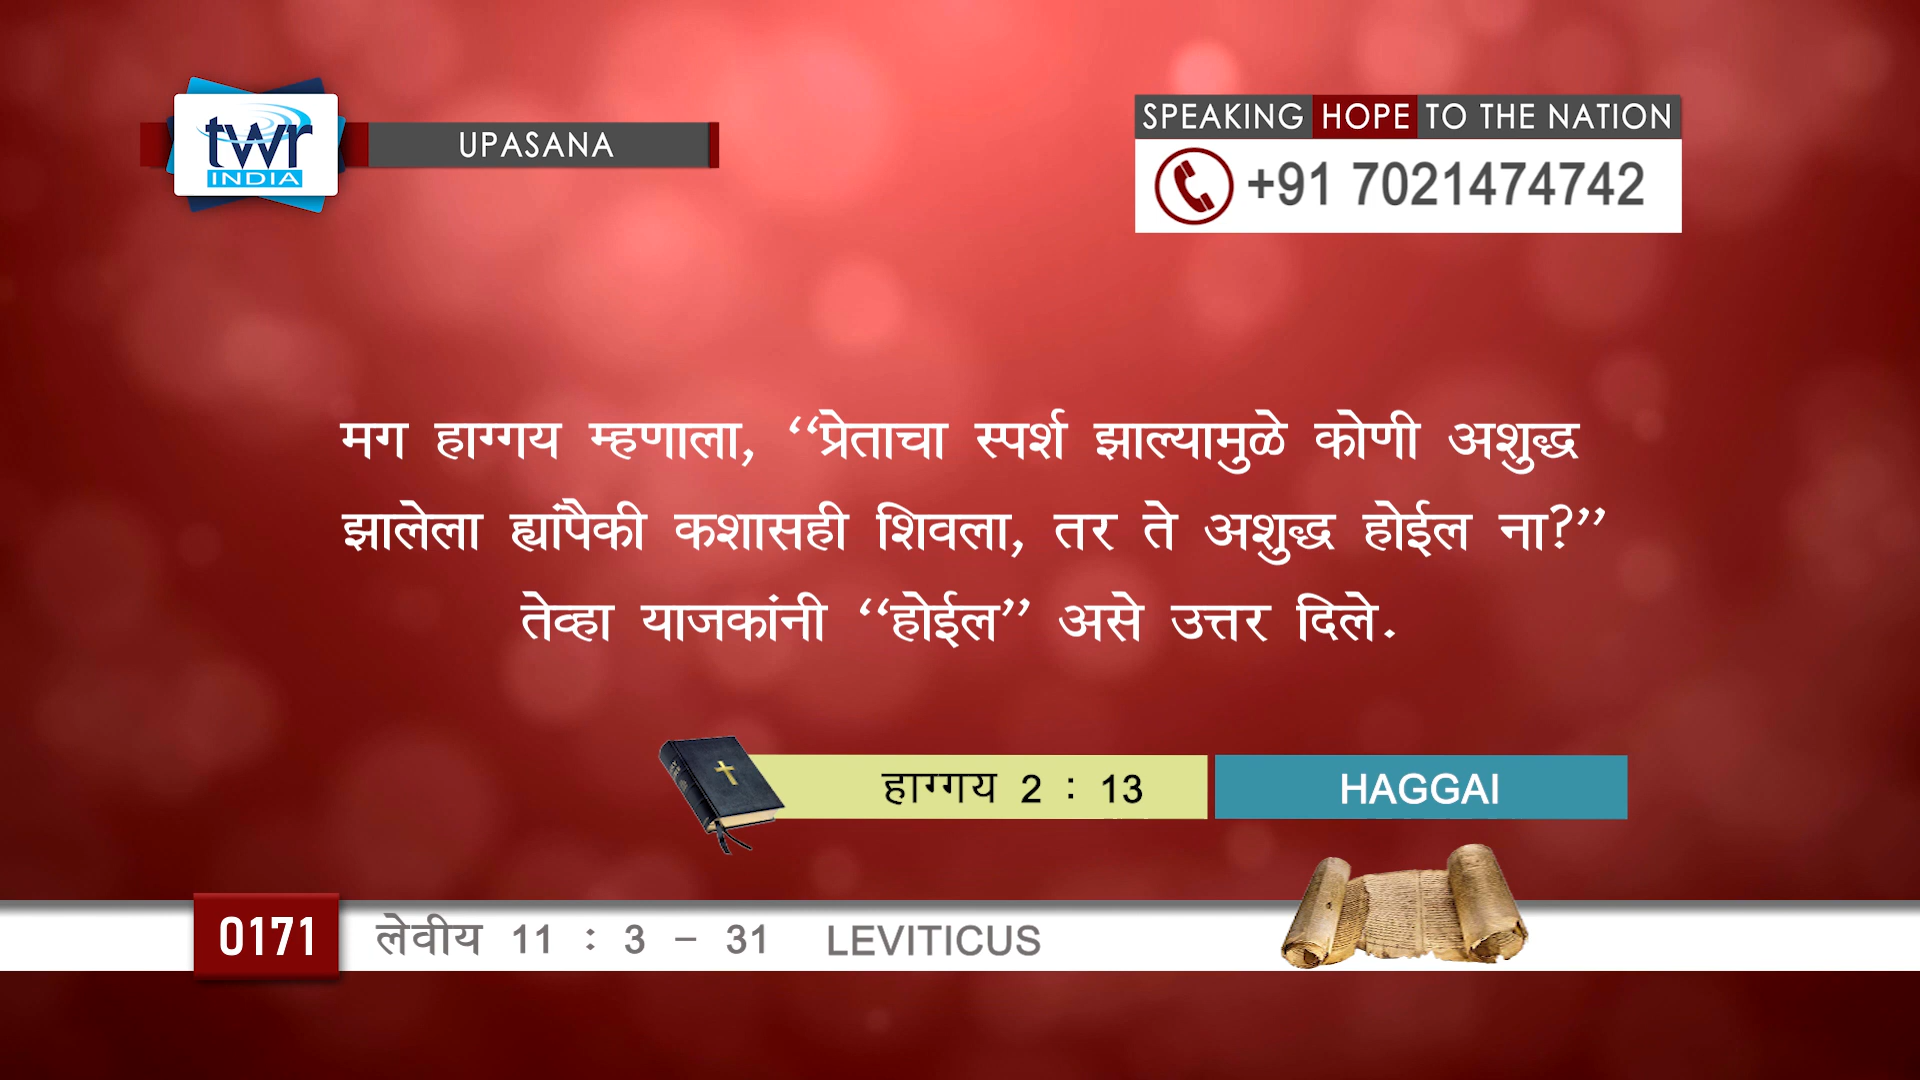 twr
INDIA
UPASANA
SPEAKING HOPE TO THE NATION
+91 7021474742
मग हाग्गय म्हणाला, “प्रेताचा स्पर्श झाल्यामुळे कोणी अशुद्ध
झालेला ह्यांपैकी कशासही शिवला, तर ते अशुद्ध होईल ना?”
तेव्हा याजकांनी “होईल” असे उत्तर दिले.
हाग्गय 2 : 13
HAGGAI
0171
लेवीय 11 : 3 – 31 LEVITICUS